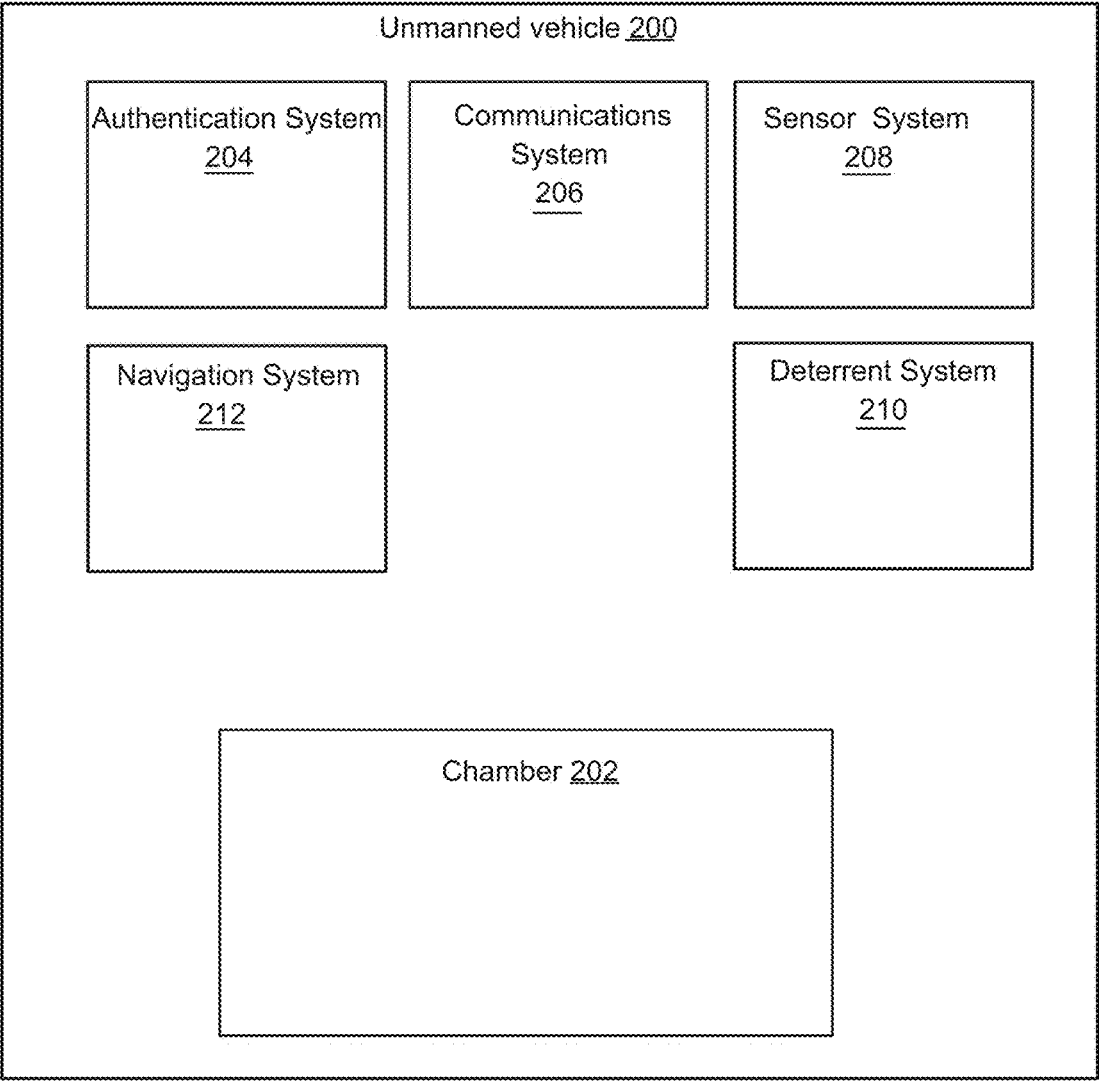 Unmanned vehicle 200
Authentication System
204
Communications
System
206
Sensor System
208
Navigation System
212
Deterrent System
210
Chamber 202